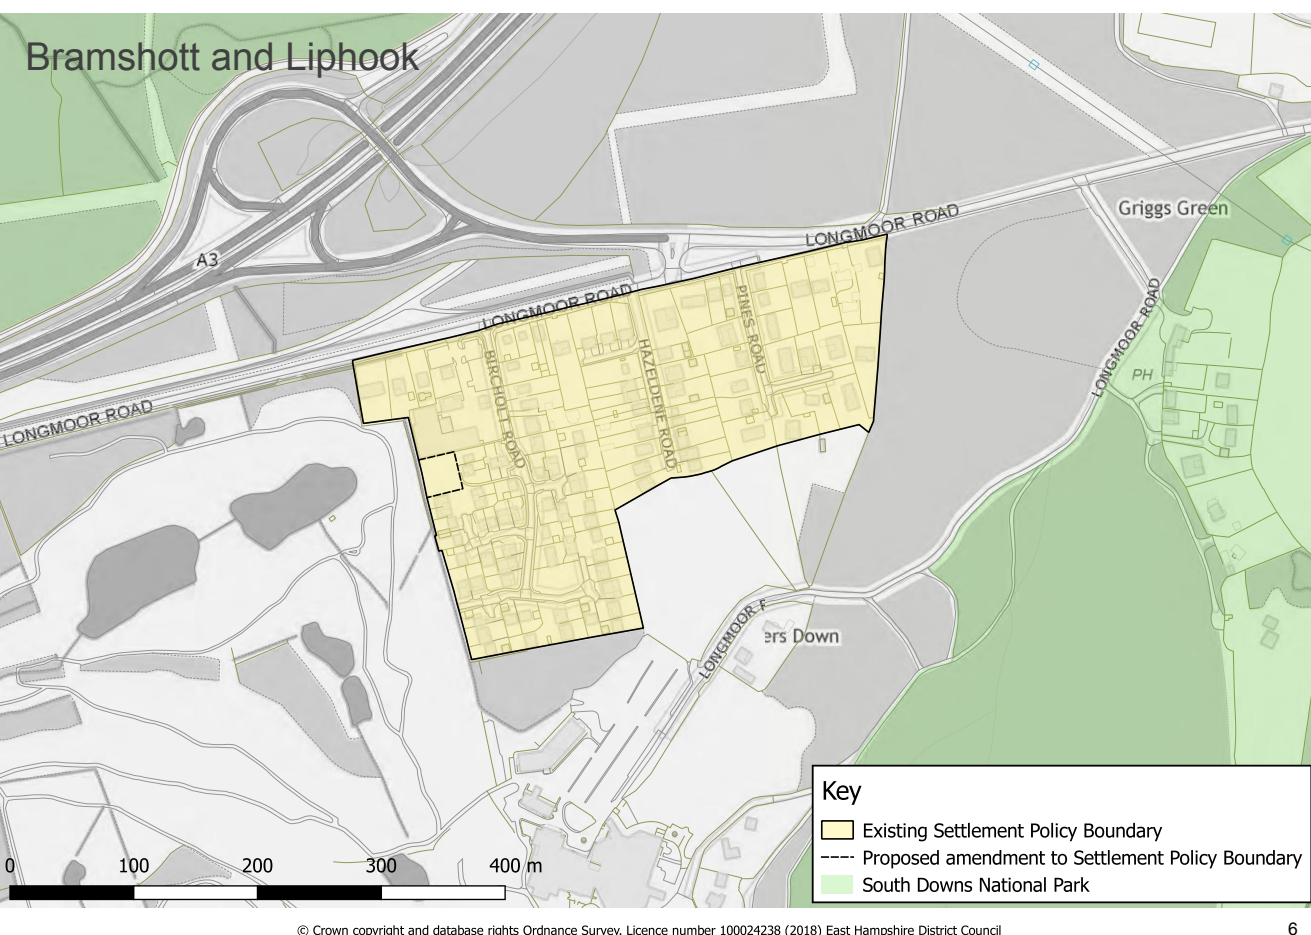 Bramshott and Liphook
Griggs Green
LONGMOOR ROAD
A3
LONGMOOR ROAD
PINES ROAD
LONGMOOR ROAD
HAZELDENE ROAD
BIRCHOLT ROAD
PH
LONGMOOR ROAD
LONGMOOR
ers Down
Key
Existing Settlement Policy Boundary
Proposed amendment to Settlement Policy Boundary
South Downs National Park
0 100 200 300 400 m
© Crown copyright and database rights Ordnance Survey. Licence number 100024238 (2018) East Hampshire District Council
6